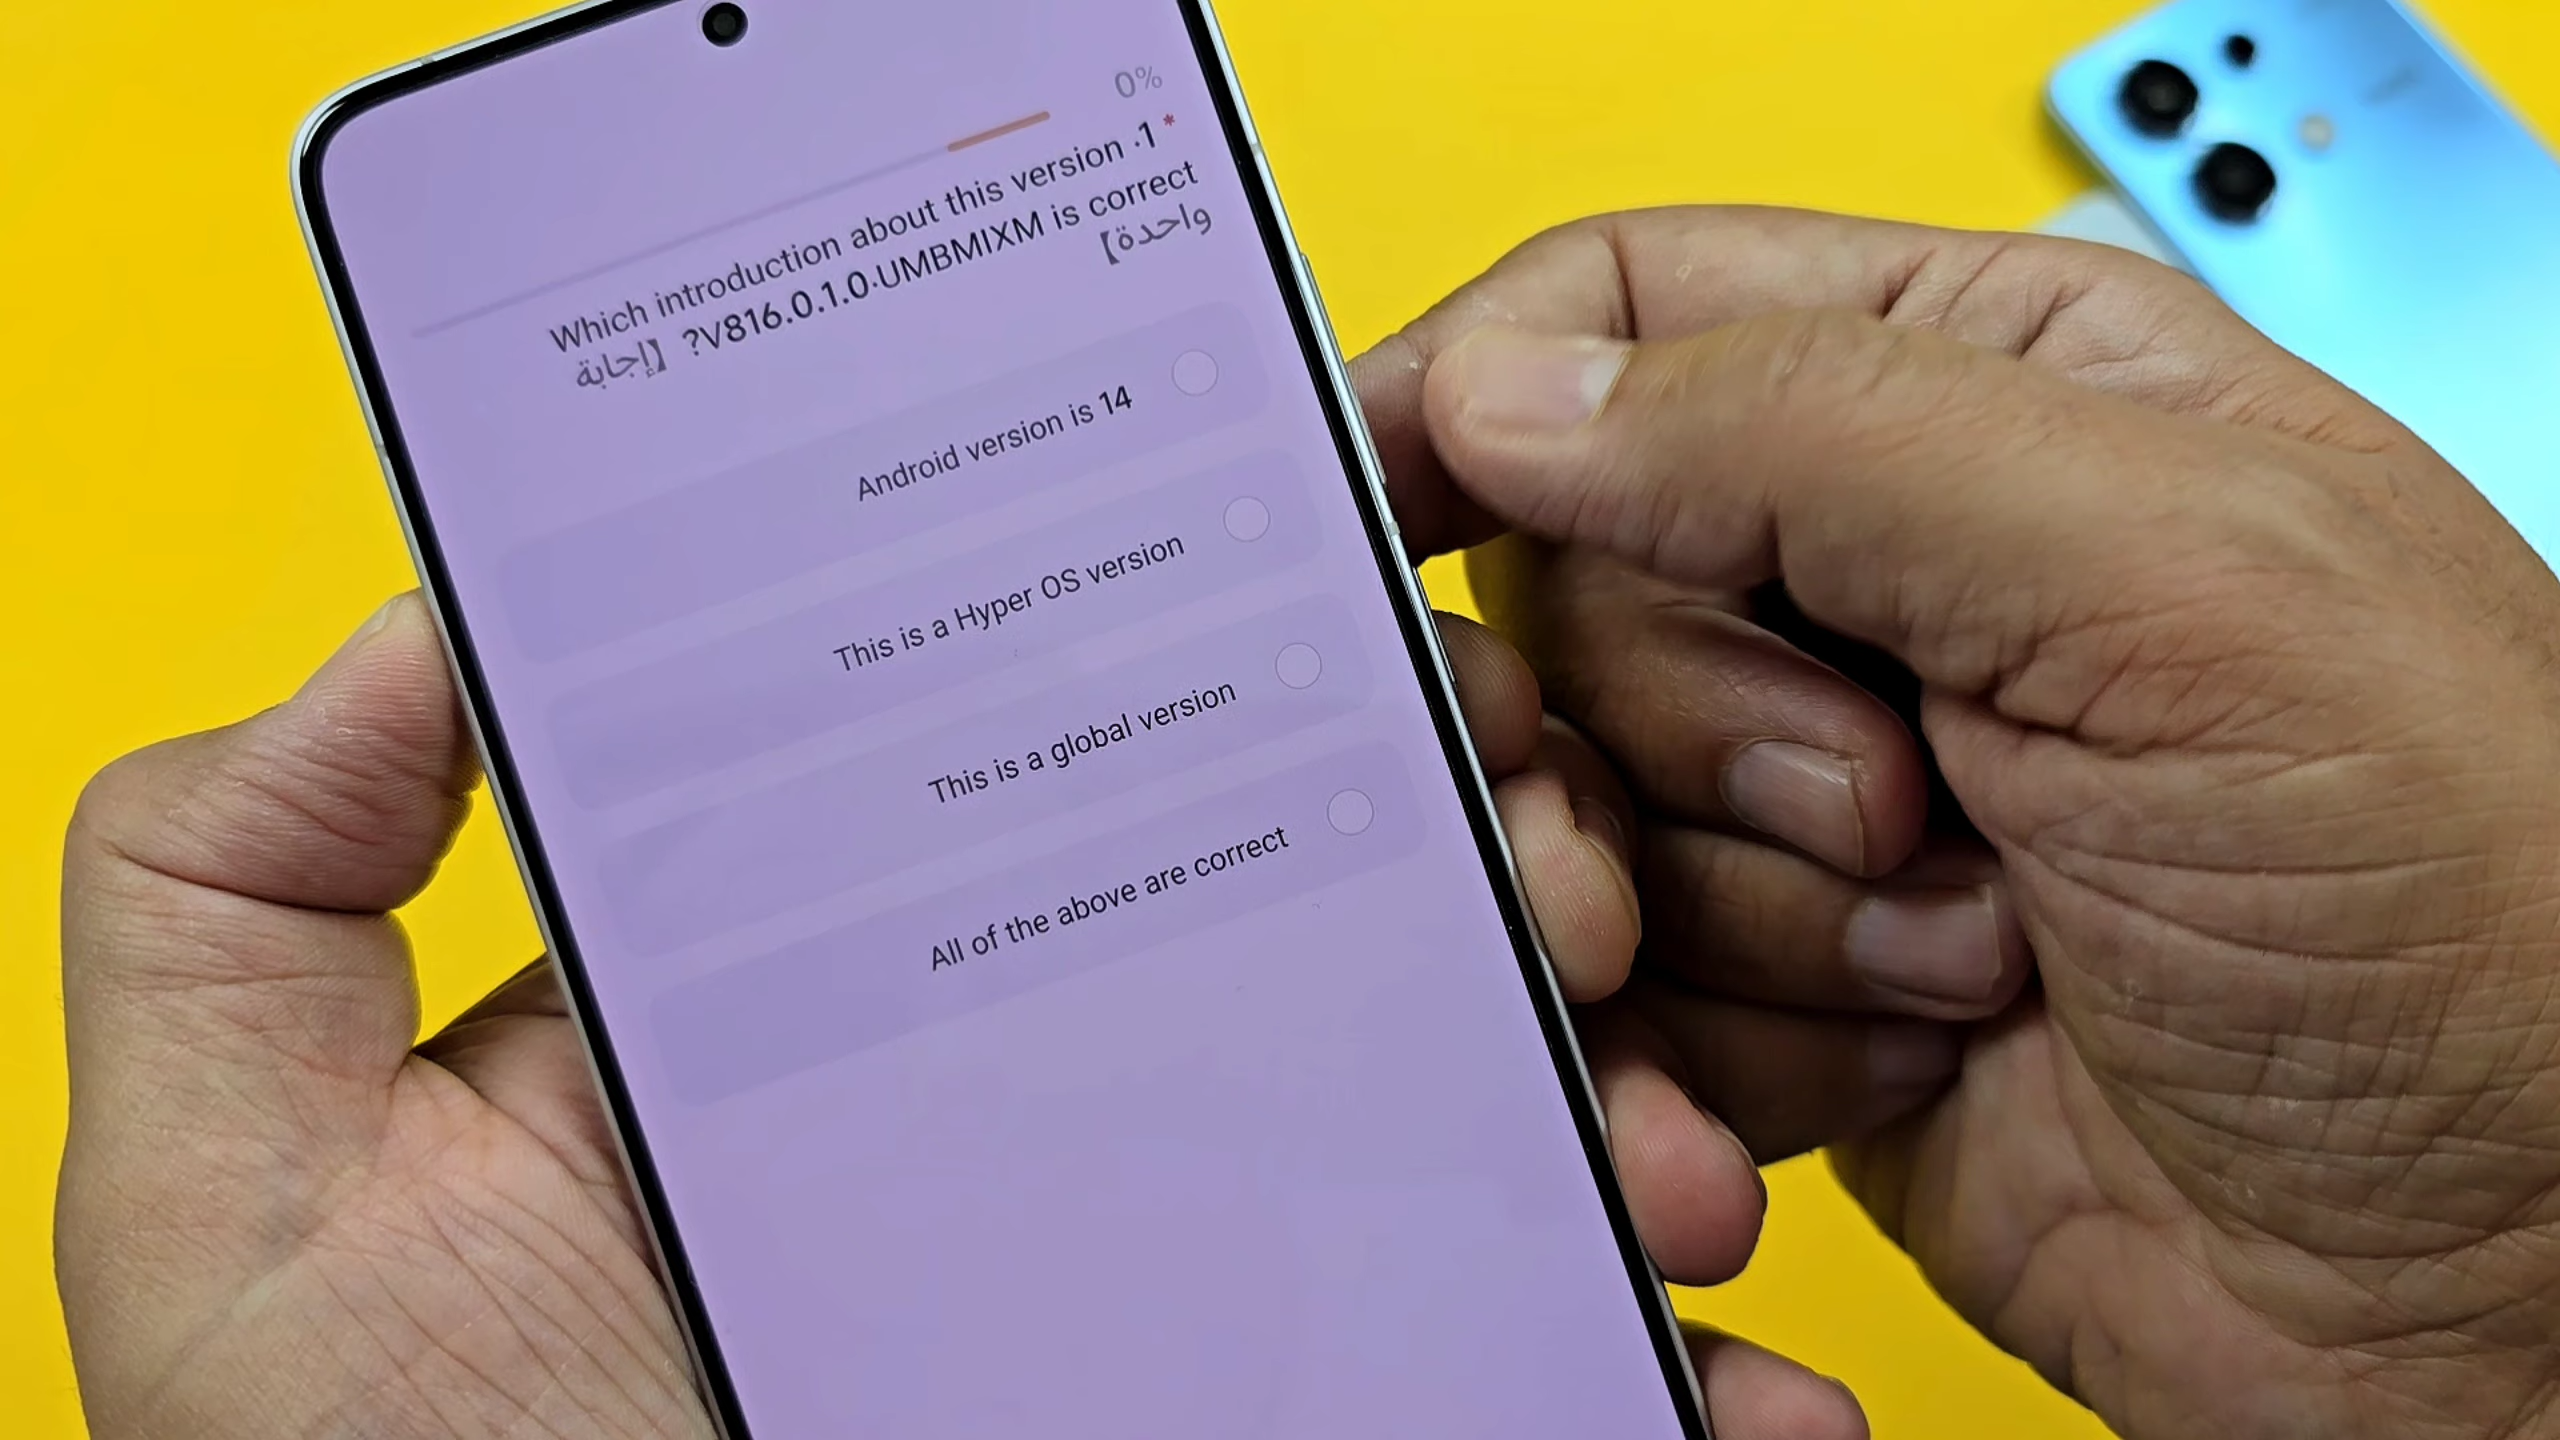 0%
* Which introduction about this version .1
?V816.0.1.0.UMBMIXM is correct 【إجابة
واحدة】
Android version is 14
This is a Hyper OS version
This is a global version
All of the above are correct